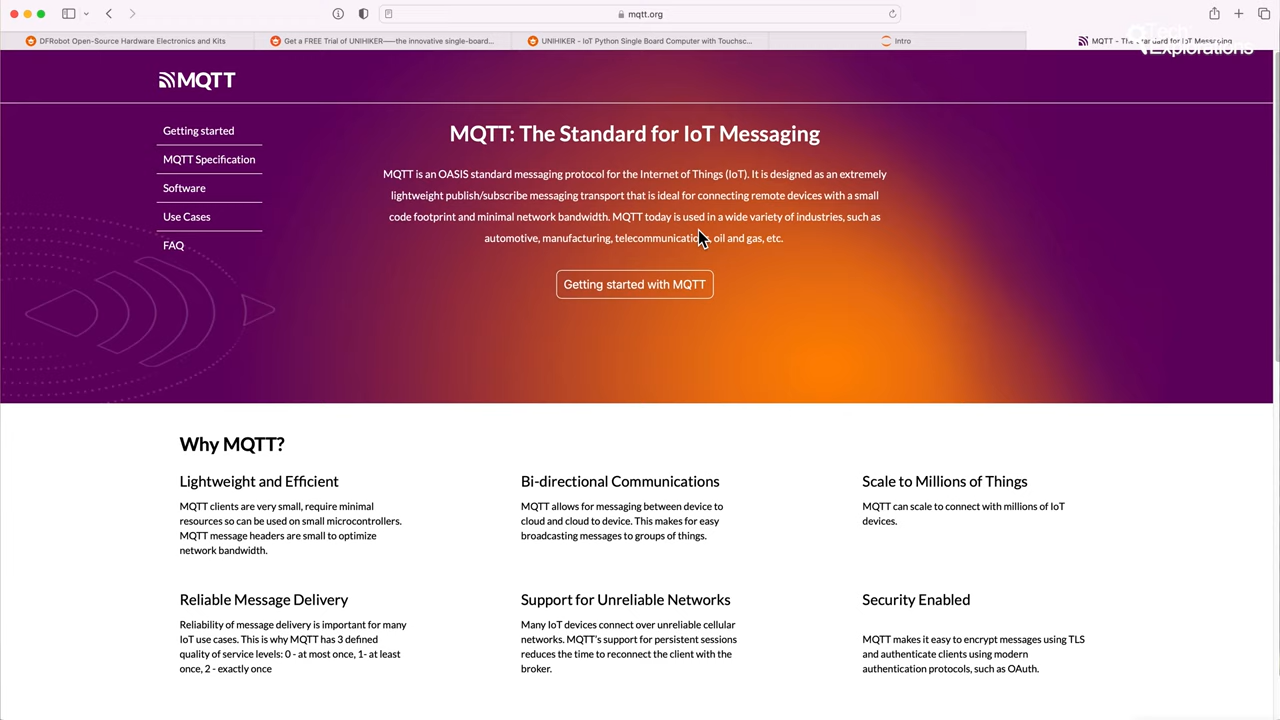 mqtt.org
DFRobot Open-Source Hardware Electronics and Kits
Get a FREE Trial of UNIHIKER——the innovative single-board...
UNIHIKER - IoT Python Single Board Computer with Touchsc...
Intro
MQTT - The Standard for IoT Messaging
Tech
Explorations
MQTT
Getting started
MQTT Specification
Software
Use Cases
FAQ
MQTT: The Standard for IoT Messaging
MQTT is an OASIS standard messaging protocol for the Internet of Things (IoT). It is designed as an extremely
lightweight publish/subscribe messaging transport that is ideal for connecting remote devices with a small
code footprint and minimal network bandwidth. MQTT today is used in a wide variety of industries, such as
automotive, manufacturing, telecommunications, oil and gas, etc.
Getting started with MQTT
Why MQTT?
Lightweight and Efficient
MQTT clients are very small, require minimal
resources so can be used on small microcontrollers.
MQTT message headers are small to optimize
network bandwidth.
Bi-directional Communications
MQTT allows for messaging between device to
cloud and cloud to device. This makes for easy
broadcasting messages to groups of things.
Scale to Millions of Things
MQTT can scale to connect with millions of IoT
devices.
Reliable Message Delivery
Reliability of message delivery is important for many
IoT use cases. This is why MQTT has 3 defined
quality of service levels: 0 - at most once, 1- at least
once, 2 - exactly once
Support for Unreliable Networks
Many IoT devices connect over unreliable cellular
networks. MQTT's support for persistent sessions
reduces the time to reconnect the client with the
broker.
Security Enabled
MQTT makes it easy to encrypt messages using TLS
and authenticate clients using modern
authentication protocols, such as OAuth.